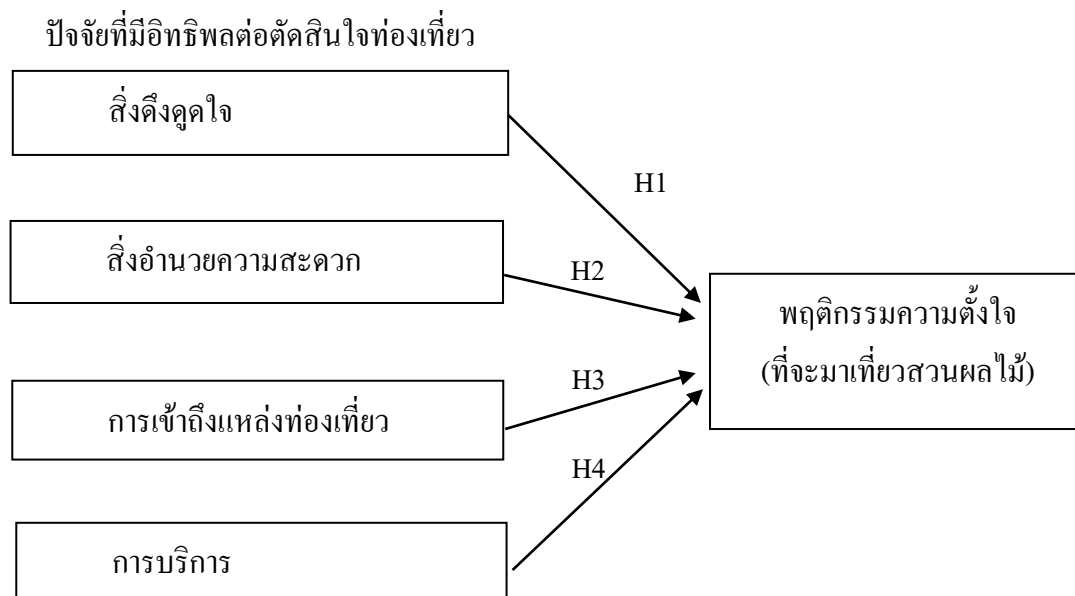 ปัจจัยที่มีอิทธิพลต่อตัดสินใจท่องเที่ยว
สิ่งดึงดูดใจ
H1
สิ่งอำนวยความสะดวก
H2
พฤติกรรมความตั้งใจ
(ที่จะมาเที่ยวสวนผลไม้)
H3
การเข้าถึงแหล่งท่องเที่ยว
H4
การบริการ